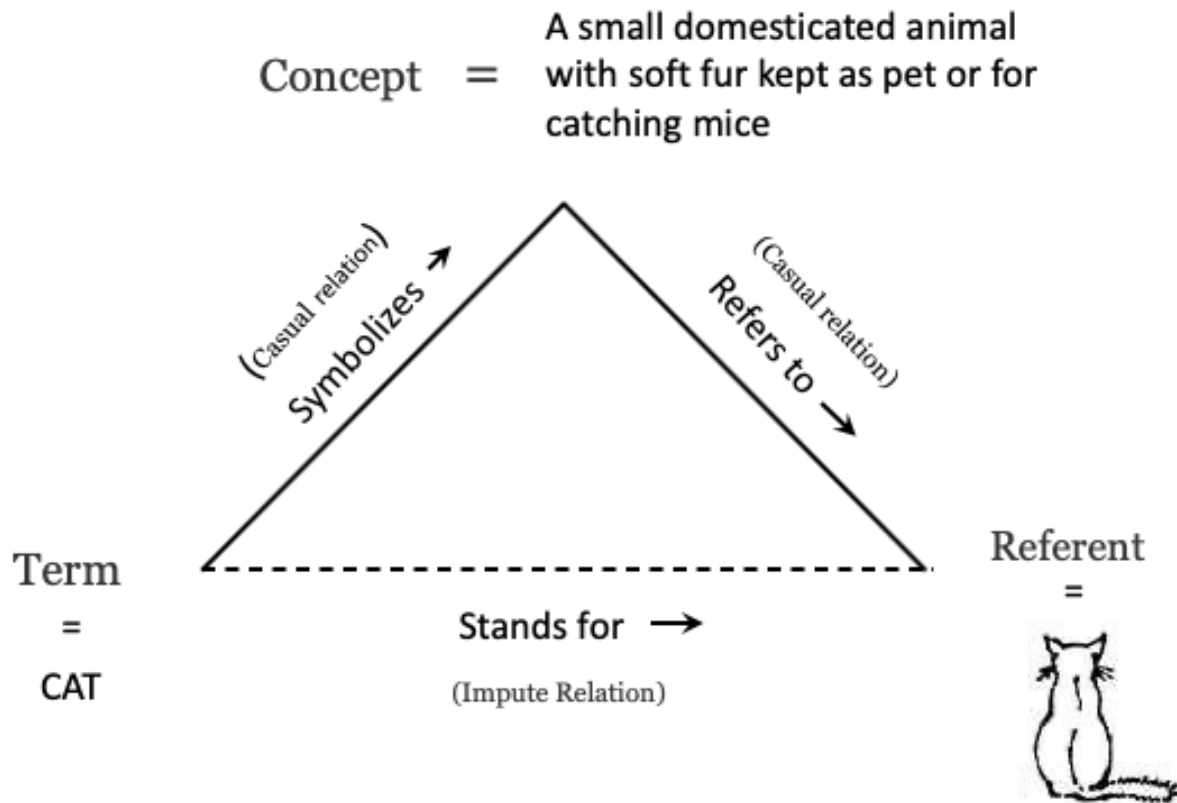 A small domesticated animal
Concept = with soft fur kept as pet or for
catching mice
(Casual relation)
Symbolizes →
(Casual relation)
Refers to →
Term
=
CAT
Stands for →
(Impute Relation)
Referent
=